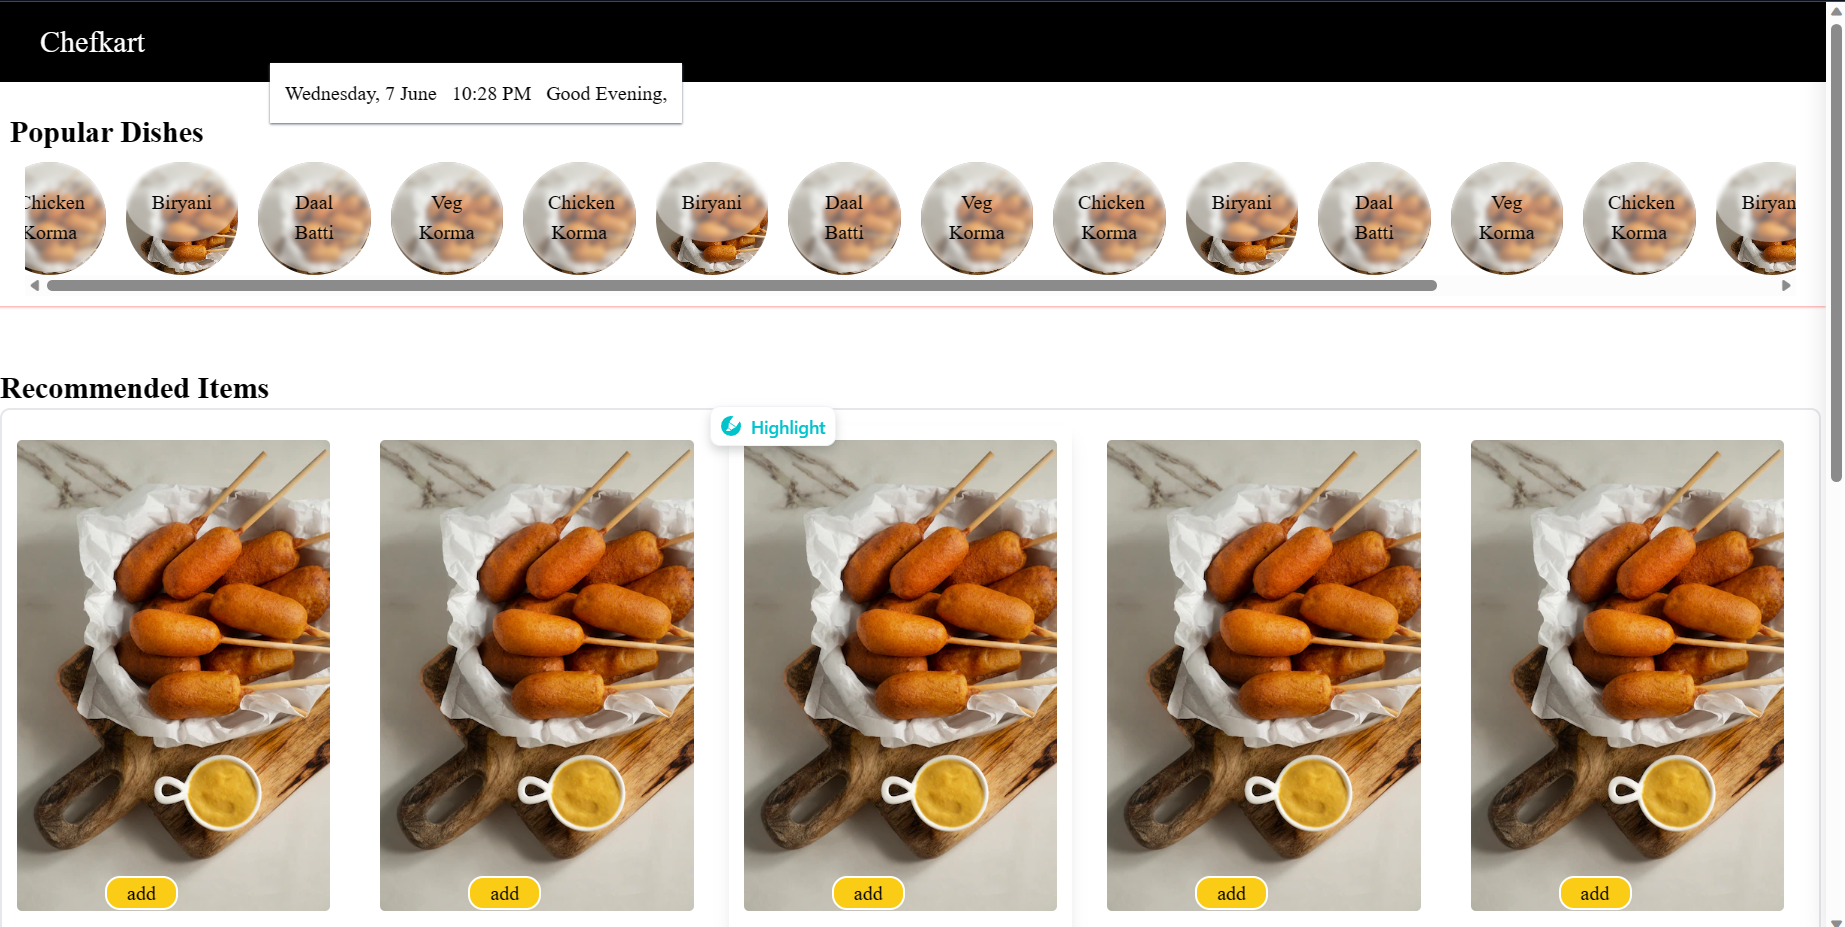 Chefkart
Wednesday, 7 June 10:28 PM Good Evening,
Popular Dishes
Chicken Korma
Biryani
Daal Batti
Veg Korma
Chicken Korma
Biryani
Daal Batti
Veg Korma
Chicken Korma
Biryani
Daal Batti
Veg Korma
Chicken Korma
Biryan
Recommended Items
Highlight
add
add
add
add
add